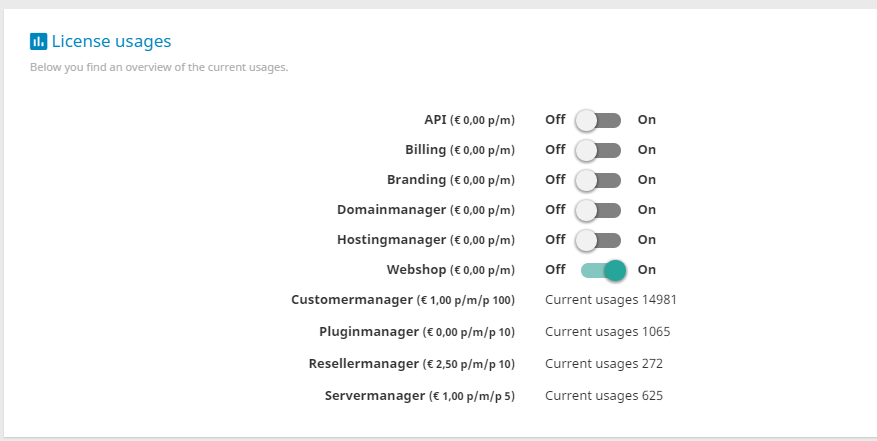 License usages
Below you find an overview of the current usages.
API (€ 0,00 p/m) Off On
Billing (€ 0,00 p/m) Off On
Branding (€ 0,00 p/m) Off On
Domainmanager (€ 0,00 p/m) Off On
Hostingmanager (€ 0,00 p/m) Off On
Webshop (€ 0,00 p/m) Off On
Customermanager (€ 1,00 p/m/p 100) Current usages 14981
Pluginmanager (€ 0,00 p/m/p 10) Current usages 1065
Resellermanager (€ 2,50 p/m/p 10) Current usages 272
Servermanager (€ 1,00 p/m/p 5) Current usages 625